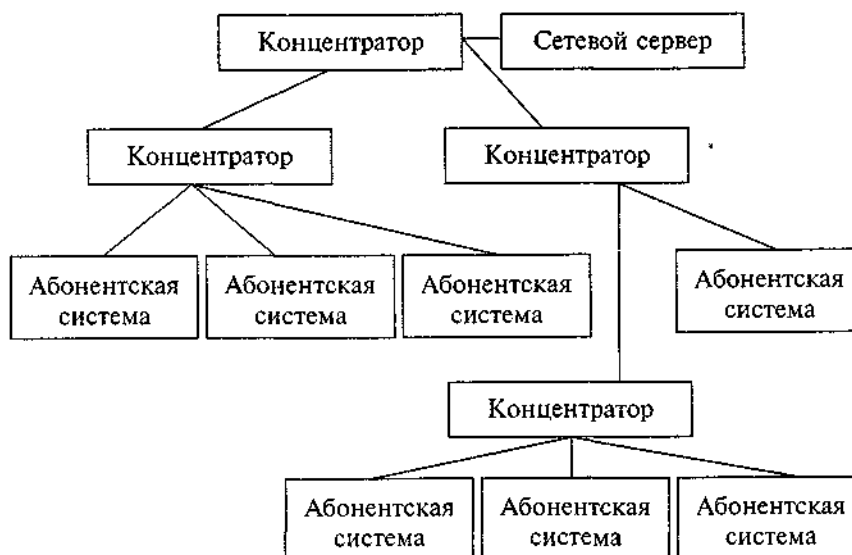 Концентратор
Сетевой сервер
Концентратор
Концентратор
Абонентская
система
Абонентская
система
Абонентская
система
Абонентская
система
Концентратор
Абонентская
система
Абонентская
система
Абонентская
система